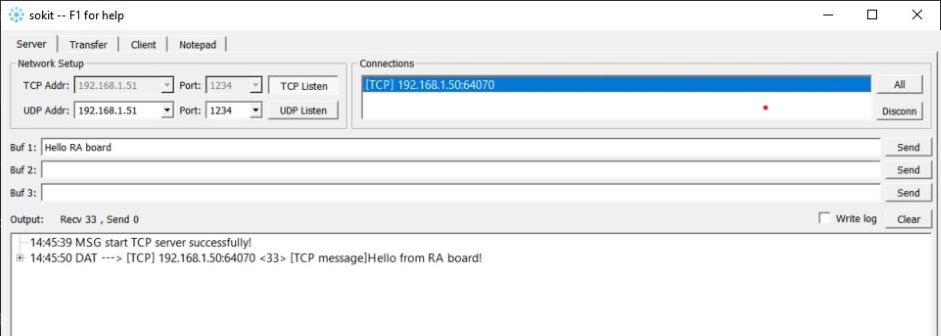 sokit -- F1 for help
Server Transfer Client Notepad
Network Setup
TCP Addr: 192.168.1.51 Port: 1234 TCP Listen
UDP Addr: 192.168.1.51 Port: 1234 UDP Listen
Connections
[TCP] 192.168.1.50:64070
All
Disconn
Buf 1: Hello RA board Send
Buf 2: Send
Buf 3: Send
Output: Recv 33 , Send 0 Write log Clear
14:45:39 MSG start TCP server successfully!
14:45:50 DAT ---> [TCP] 192.168.1.50:64070 <33> [TCP message]Hello from RA board!